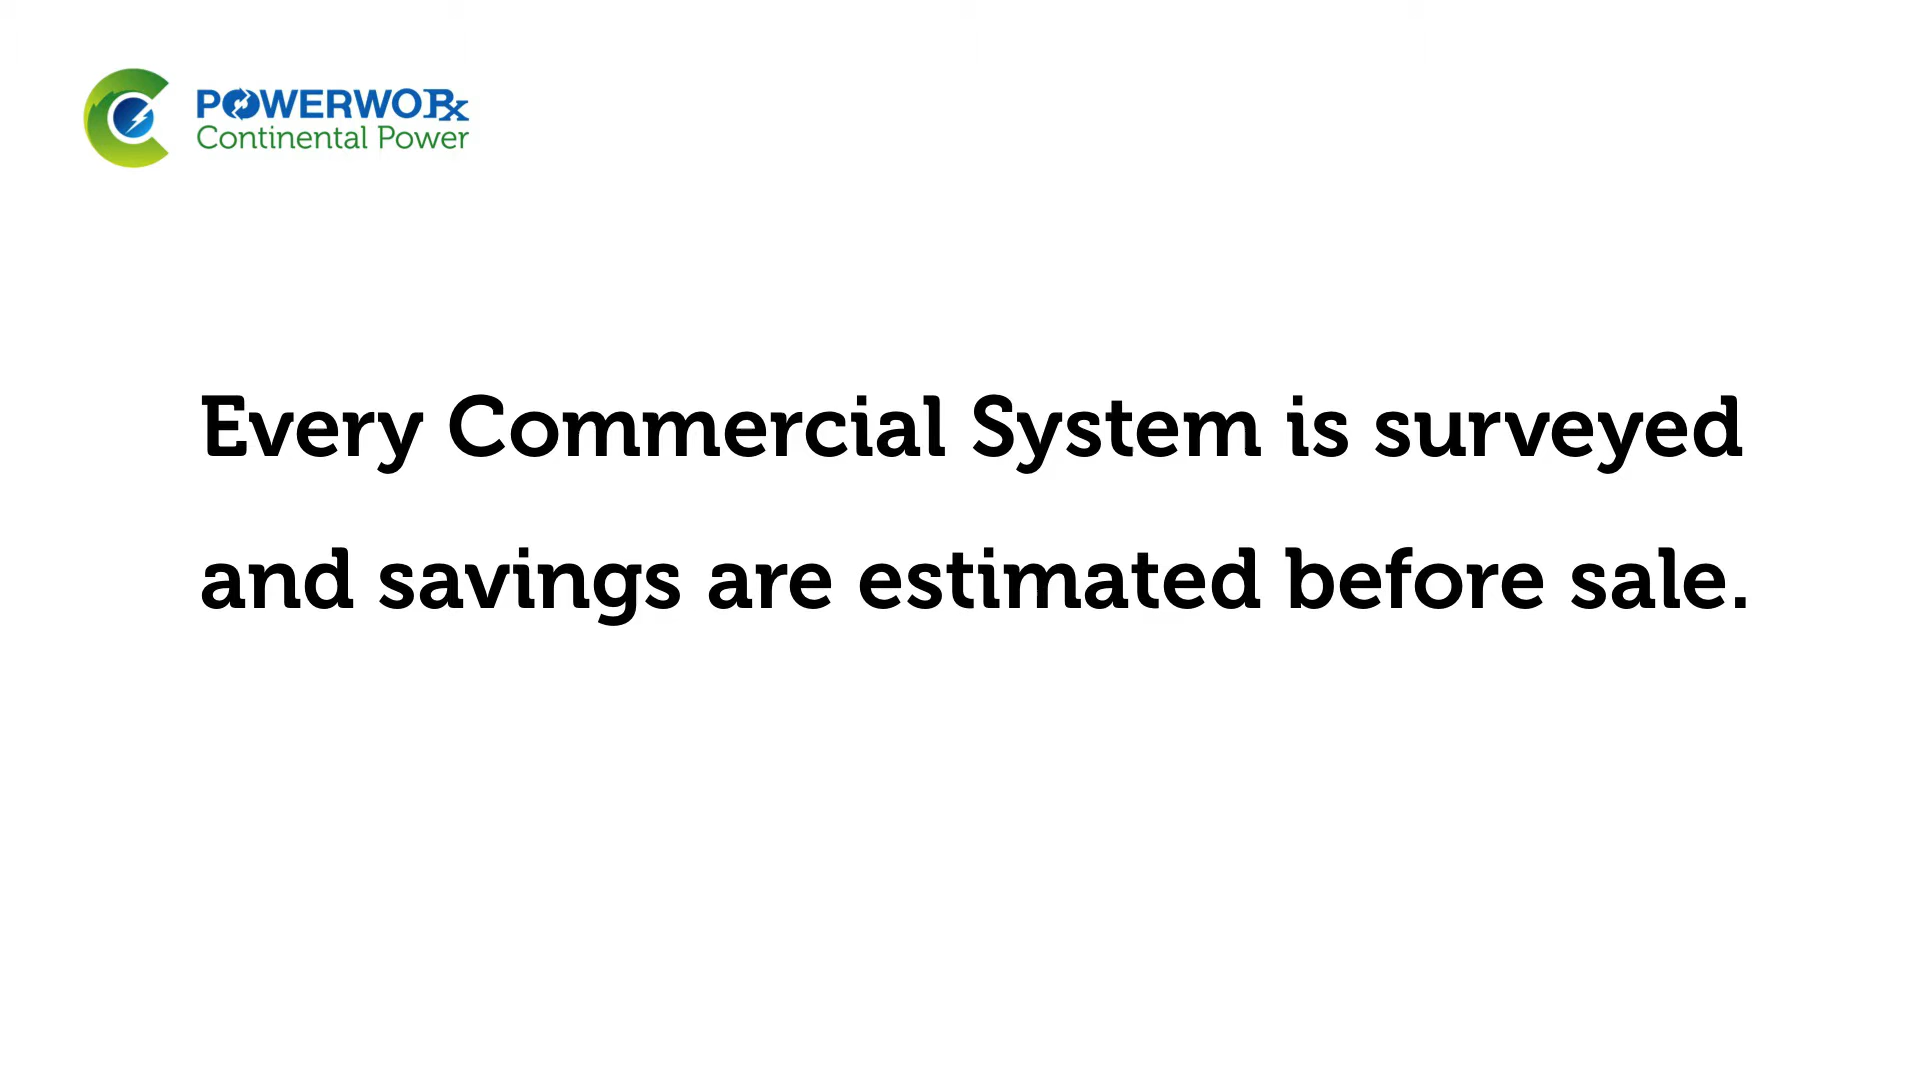 POWERWORx
Continental Power
Every Commercial System is surveyed
and savings are estimated before sale.